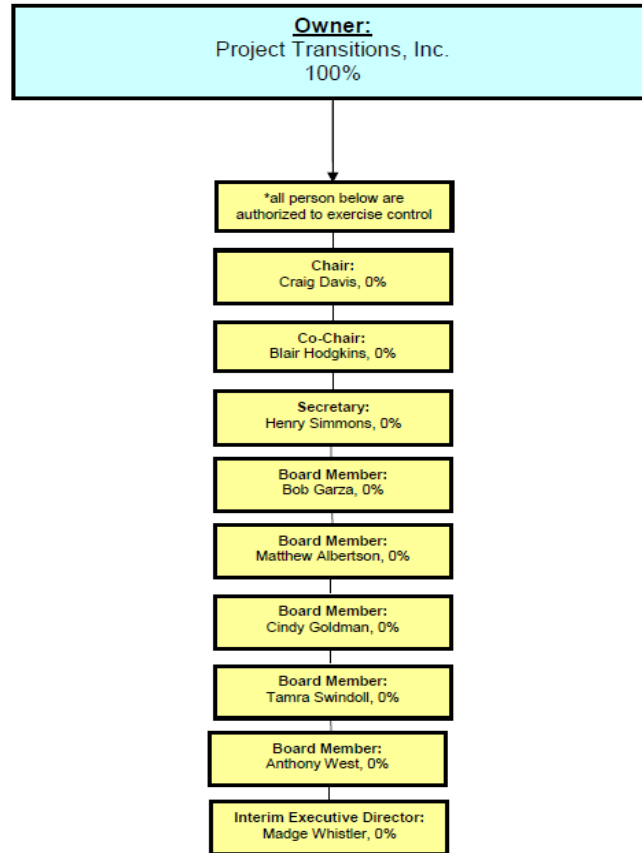 Owner:
Project Transitions, Inc.
100%
*all person below are
authorized to exercise control
Chair:
Craig Davis, 0%
Co-Chair:
Blair Hodgkins, 0%
Secretary:
Henry Simmons, 0%
Board Member:
Bob Garza, 0%
Board Member:
Matthew Albertson, 0%
Board Member:
Cindy Goldman, 0%
Board Member:
Tamra Swindoll, 0%
Board Member:
Anthony West, 0%
Interim Executive Director:
Madge Whistler, 0%